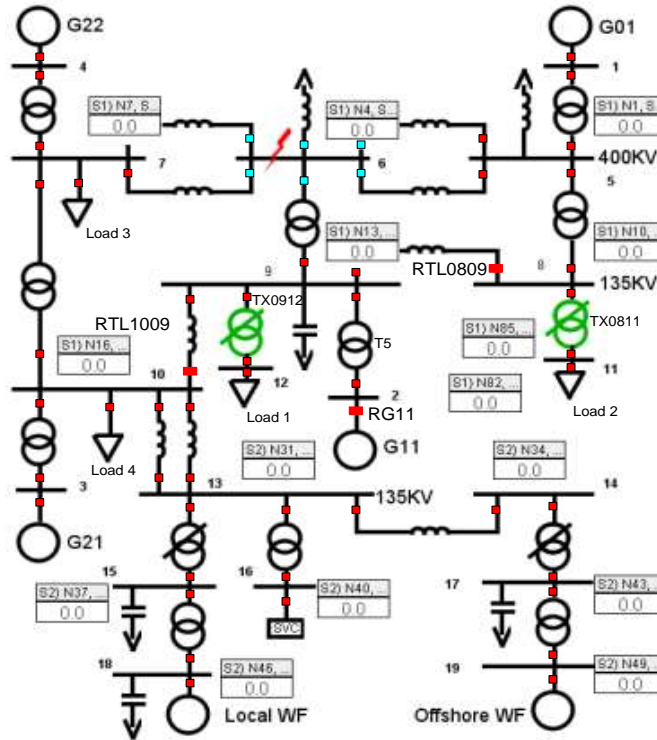 G22
G01
4
1
S1) N7, S...
0.0
S1) N4, S...
0.0
S1) N1, S...
0.0
7
6
400KV
5
Load 3
S1) N13, ...
0.0
S1) N10, ...
0.0
9
RTL0809
8
135KV
TX0912
RTL1009
T5
TX0811
S1) N16, ...
0.0
S1) N85, ...
0.0
10
12
2
11
S1) N82, ...
0.0
Load 1
RG11
Load 2
Load 4
G11
S2) N31, ...
0.0
S2) N34, ...
0.0
3
13
135KV
14
G21
15
16
17
S2) N37, ...
0.0
S2) N40, ...
0.0
S2) N43, ...
0.0
SVC
18
19
S2) N46, ...
0.0
S2) N49, ...
0.0
Local WF
Offshore WF